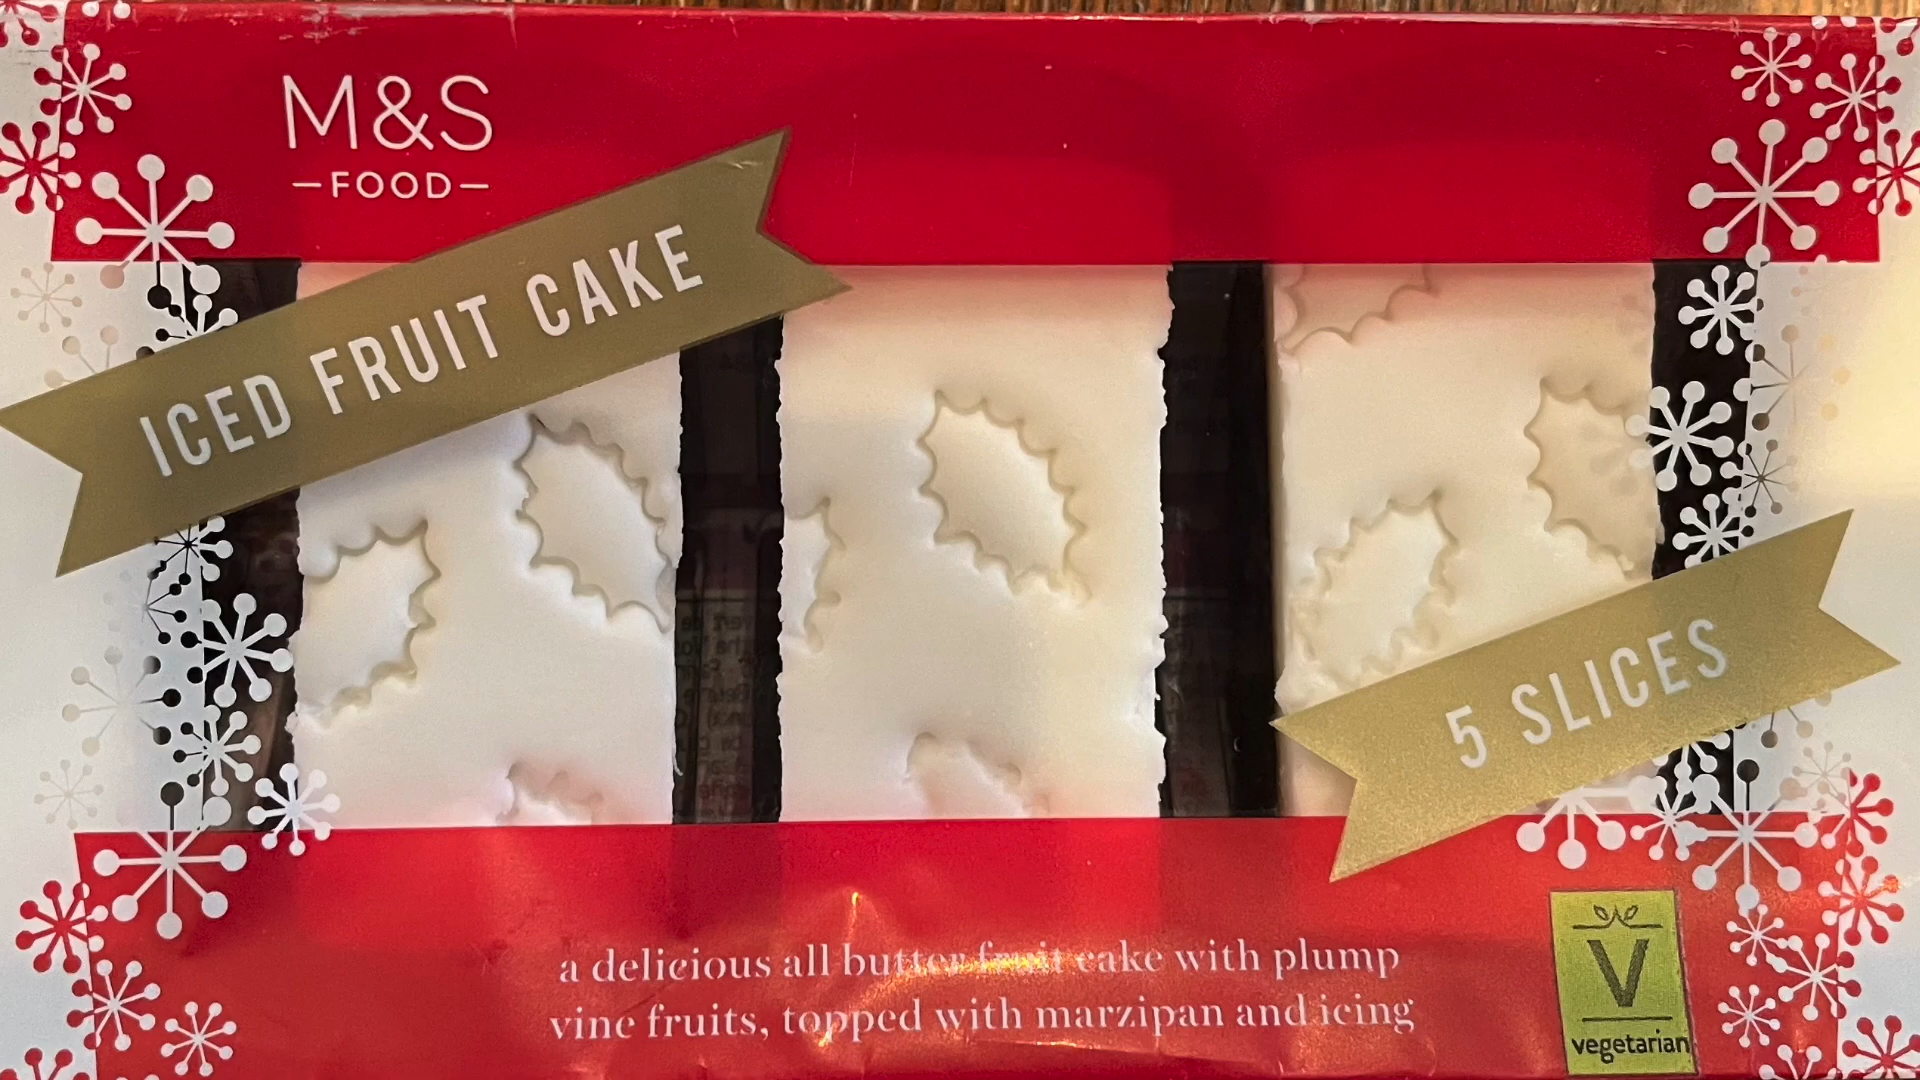 M&S
—FOOD—
ICED FRUIT CAKE
5 SLICES
a delicious all butter fruit cake with plump
vine fruits, topped with marzipan and icing
V
vegetarian